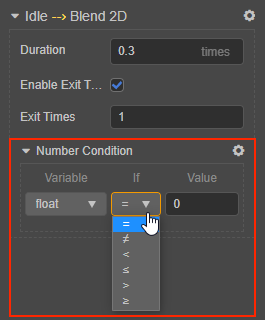 Idle --> Blend 2D
Duration 0.3 times
Enable Exit T...
Exit Times 1
Number Condition
Variable If Value
float = 0
=
≠
<
≤
>
≥